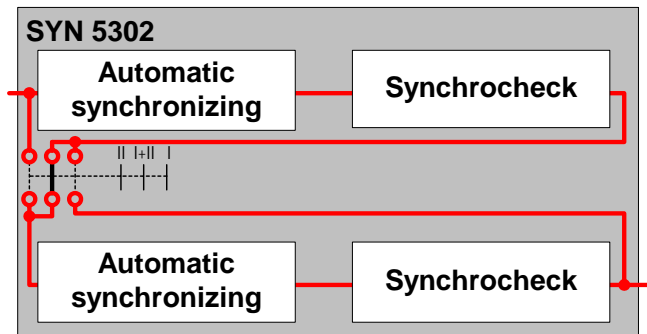 SYN 5302
Automatic
synchronizing
Synchrocheck
II I+II I
Automatic
synchronizing
Synchrocheck